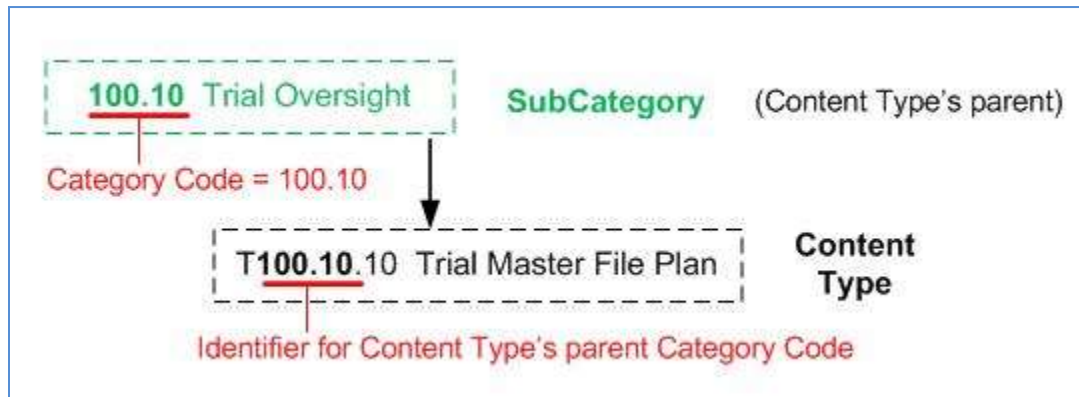 100.10 Trial Oversight SubCategory (Content Type's parent)
Category Code = 100.10
T100.10.10 Trial Master File Plan Content
Type
Identifier for Content Type's parent Category Code